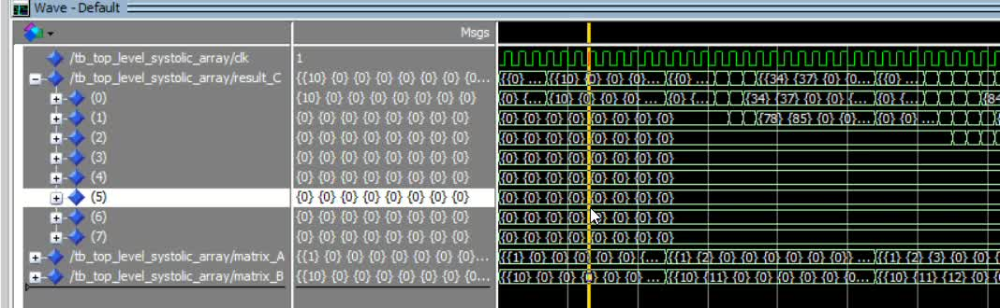 Wave - Default
Msgs
/tb_top_level_systolic_array/clk 1
/tb_top_level_systolic_array/result_C {{10} {0} {0} {0} {0} {0} {0} {0... {{0} ... {{10} {0} {0} {0}... {{0} ... {{34} {37} {0} {0... {{0} ...
(0) {10} {0} {0} {0} {0} {0} {0} {0} {0} {... {10} {0} {0} {0} ... {0} {... {34} {37} {0} {0} {... {0} {... {84
(1) {0} {0} {0} {0} {0} {0} {0} {0} {0} {0} {0} {0} {0} {0} {0} {0} {78} {85} {0} {0}... {0} {0} ...
(2) {0} {0} {0} {0} {0} {0} {0} {0} {0} {0} {0} {0} {0} {0} {0} {0}
(3) {0} {0} {0} {0} {0} {0} {0} {0} {0} {0} {0} {0} {0} {0} {0} {0}
(4) {0} {0} {0} {0} {0} {0} {0} {0} {0} {0} {0} {0} {0} {0} {0} {0}
(5) {0} {0} {0} {0} {0} {0} {0} {0} {0} {0} {0} {0} {0} {0} {0} {0}
(6) {0} {0} {0} {0} {0} {0} {0} {0} {0} {0} {0} {0} {0} {0} {0} {0}
(7) {0} {0} {0} {0} {0} {0} {0} {0} {0} {0} {0} {0} {0} {0} {0} {0}
/tb_top_level_systolic_array/matrix_A {{1} {0} {0} {0} {0} {0} {0} {0}... {{1} {0} {0} {0} {0} {0} {... {{1} {2} {0} {0} {0} {0} {0} {0}} ... {{1} {2} {3} {0} {0} {
/tb_top_level_systolic_array/matrix_B {{10} {0} {0} {0} {0} {0} {0} {0... {{10} {0} {0} {0} {0} {0} ... {{10} {11} {0} {0} {0} {0} {0} {0... {{10} {11} {12} {0} {0